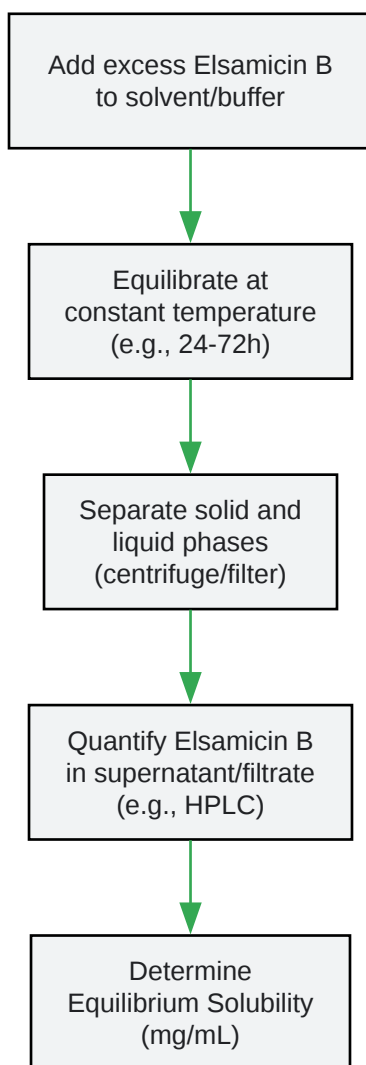 Add excess Elsamicin B
to solvent/buffer
Equilibrate at
constant temperature
(e.g., 24-72h)
Separate solid and
liquid phases
(centrifuge/filter)
Quantify Elsamicin B
in supernatant/filtrate
(e.g., HPLC)
Determine
Equilibrium Solubility
(mg/mL)